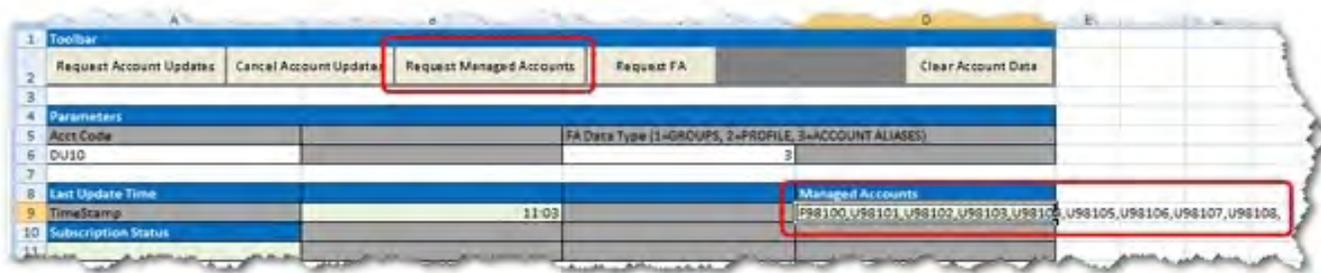 A
D
E
1 Toolbar
2 Request Account Updates Cancel Account Updates Request Managed Accounts Request FA Clear Account Data
3
4 Parameters
5 Acct Code FA Data Type (1=GROUPS, 2=PROFILE, 3=ACCOUNT ALIASES)
6 DU10 3
7
8 Last Update Time Managed Accounts
9 TimeStamp 11:03 F98100,U98101,U98102,U98103,U98104,U98105,U98106,U98107,U98108,
10 Subscription Status
11